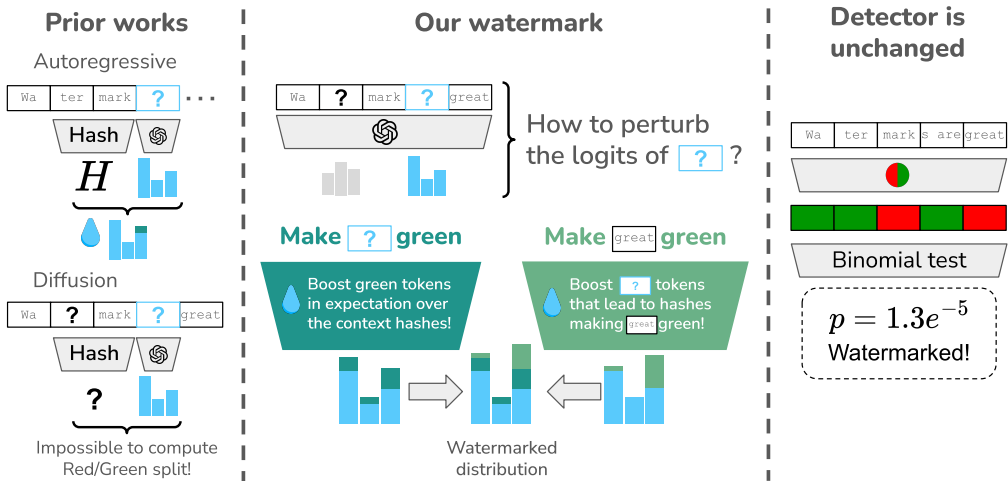 Prior works
Autoregressive
Wa ter mark ? ...
Hash
H
Diffusion
Wa ? mark ? great
Hash
?
Impossible to compute
Red/Green split!
Our watermark
Wa ? mark ? great
How to perturb
the logits of ? ?
Make ? green
Boost green tokens
in expectation over
the context hashes!
Make great green
Boost ? tokens
that lead to hashes
making great green!
Watermarked
distribution
Detector is
unchanged
Wa ter mark s are great
Binomial test
p = 1.3e⁻⁵
Watermarked!